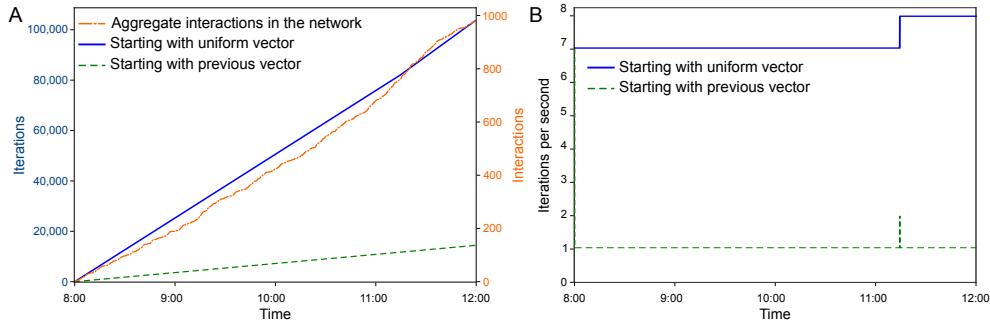 A
Aggregate interactions in the network
Starting with uniform vector
Starting with previous vector
100,000
80,000
60,000
40,000
20,000
0
Iterations
1000
800
600
400
200
0
Interactions
8:00
9:00
10:00
11:00
12:00
Time
B
Starting with uniform vector
Starting with previous vector
8
7
6
5
4
3
2
1
0
Iterations per second
8:00
9:00
10:00
11:00
12:00
Time